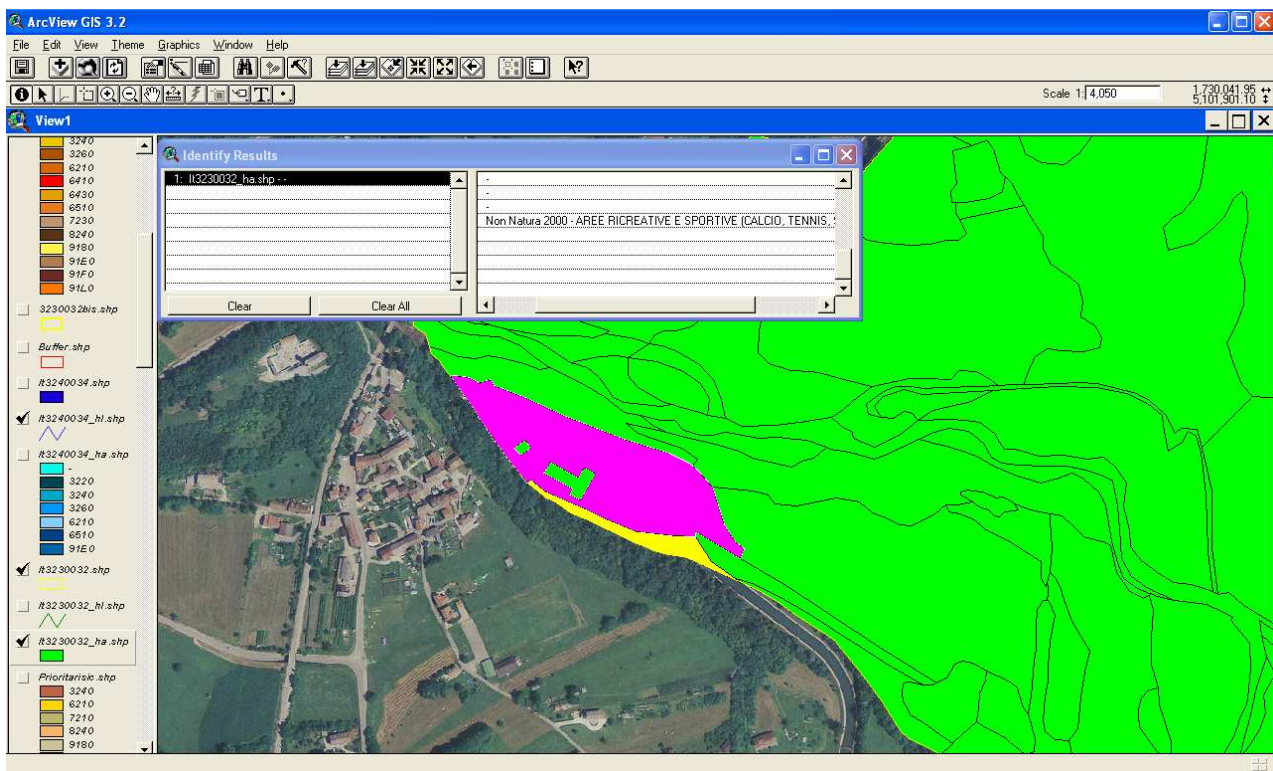 ArcView GIS 3.2
File Edit View Theme Graphics Window Help
Scale 1: 4,050
1,730,041.95
5,101,901.10
View1
3240
3260
6210
6410
6430
6510
7230
8240
9180
91E0
91F0
91L0
3230032bis.shp
Buffer.shp
It3240034.shp
It3240034_hl.shp
It3240034_ha.shp
-
3220
3240
3260
6210
6510
91E0
It3230032.shp
It3230032_hl.shp
It3230032_ha.shp
Prioritarisic.shp
3240
6210
7210
8240
9180
Identify Results
1: It3230032_ha.shp - -
-
-
-
Non Natura 2000 - AREE RICREATIVE E SPORTIVE (CALCIO, TENNIS,
Clear
Clear All